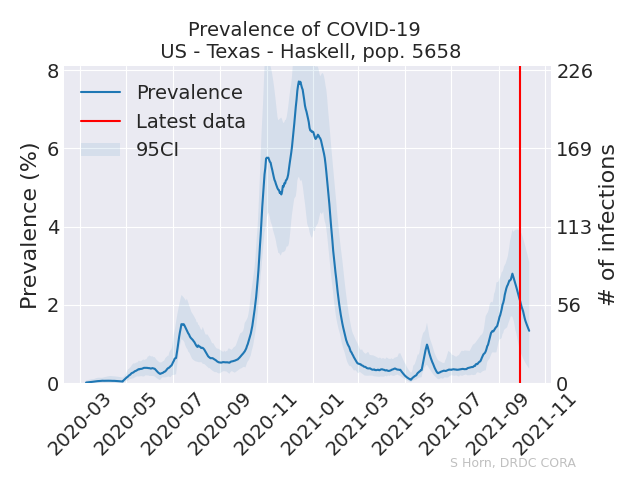 Prevalence of COVID-19
US - Texas - Haskell, pop. 5658
Prevalence (%)
8
6
4
2
0
Prevalence
Latest data
95CI
226
169
113
56
0
# of infections
2020-03
2020-05
2020-07
2020-09
2020-11
2021-01
2021-03
2021-05
2021-07
2021-09
2021-11
S Horn, DRDC CORA